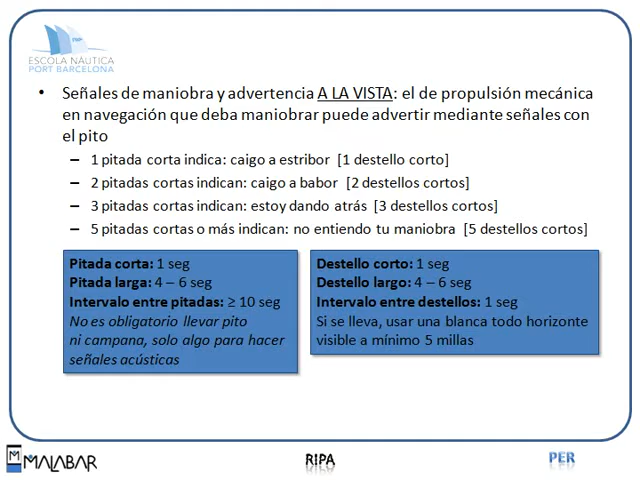 PNP
ESCOLA NÀUTICA
PORT BARCELONA
• Señales de maniobra y advertencia A LA VISTA: el de propulsión mecánica
en navegación que deba maniobrar puede advertir mediante señales con
el pito
– 1 pitada corta indica: caigo a estribor [1 destello corto]
– 2 pitadas cortas indican: caigo a babor [2 destellos cortos]
– 3 pitadas cortas indican: estoy dando atrás [3 destellos cortos]
– 5 pitadas cortas o más indican: no entiendo tu maniobra [5 destellos cortos]
Pitada corta: 1 seg
Pitada larga: 4 – 6 seg
Intervalo entre pitadas: ≥ 10 seg
No es obligatorio llevar pito
ni campana, solo algo para hacer
señales acústicas
Destello corto: 1 seg
Destello largo: 4 – 6 seg
Intervalo entre destellos: 1 seg
Si se lleva, usar una blanca todo horizonte
visible a mínimo 5 millas
MALABAR
RIPA
PER